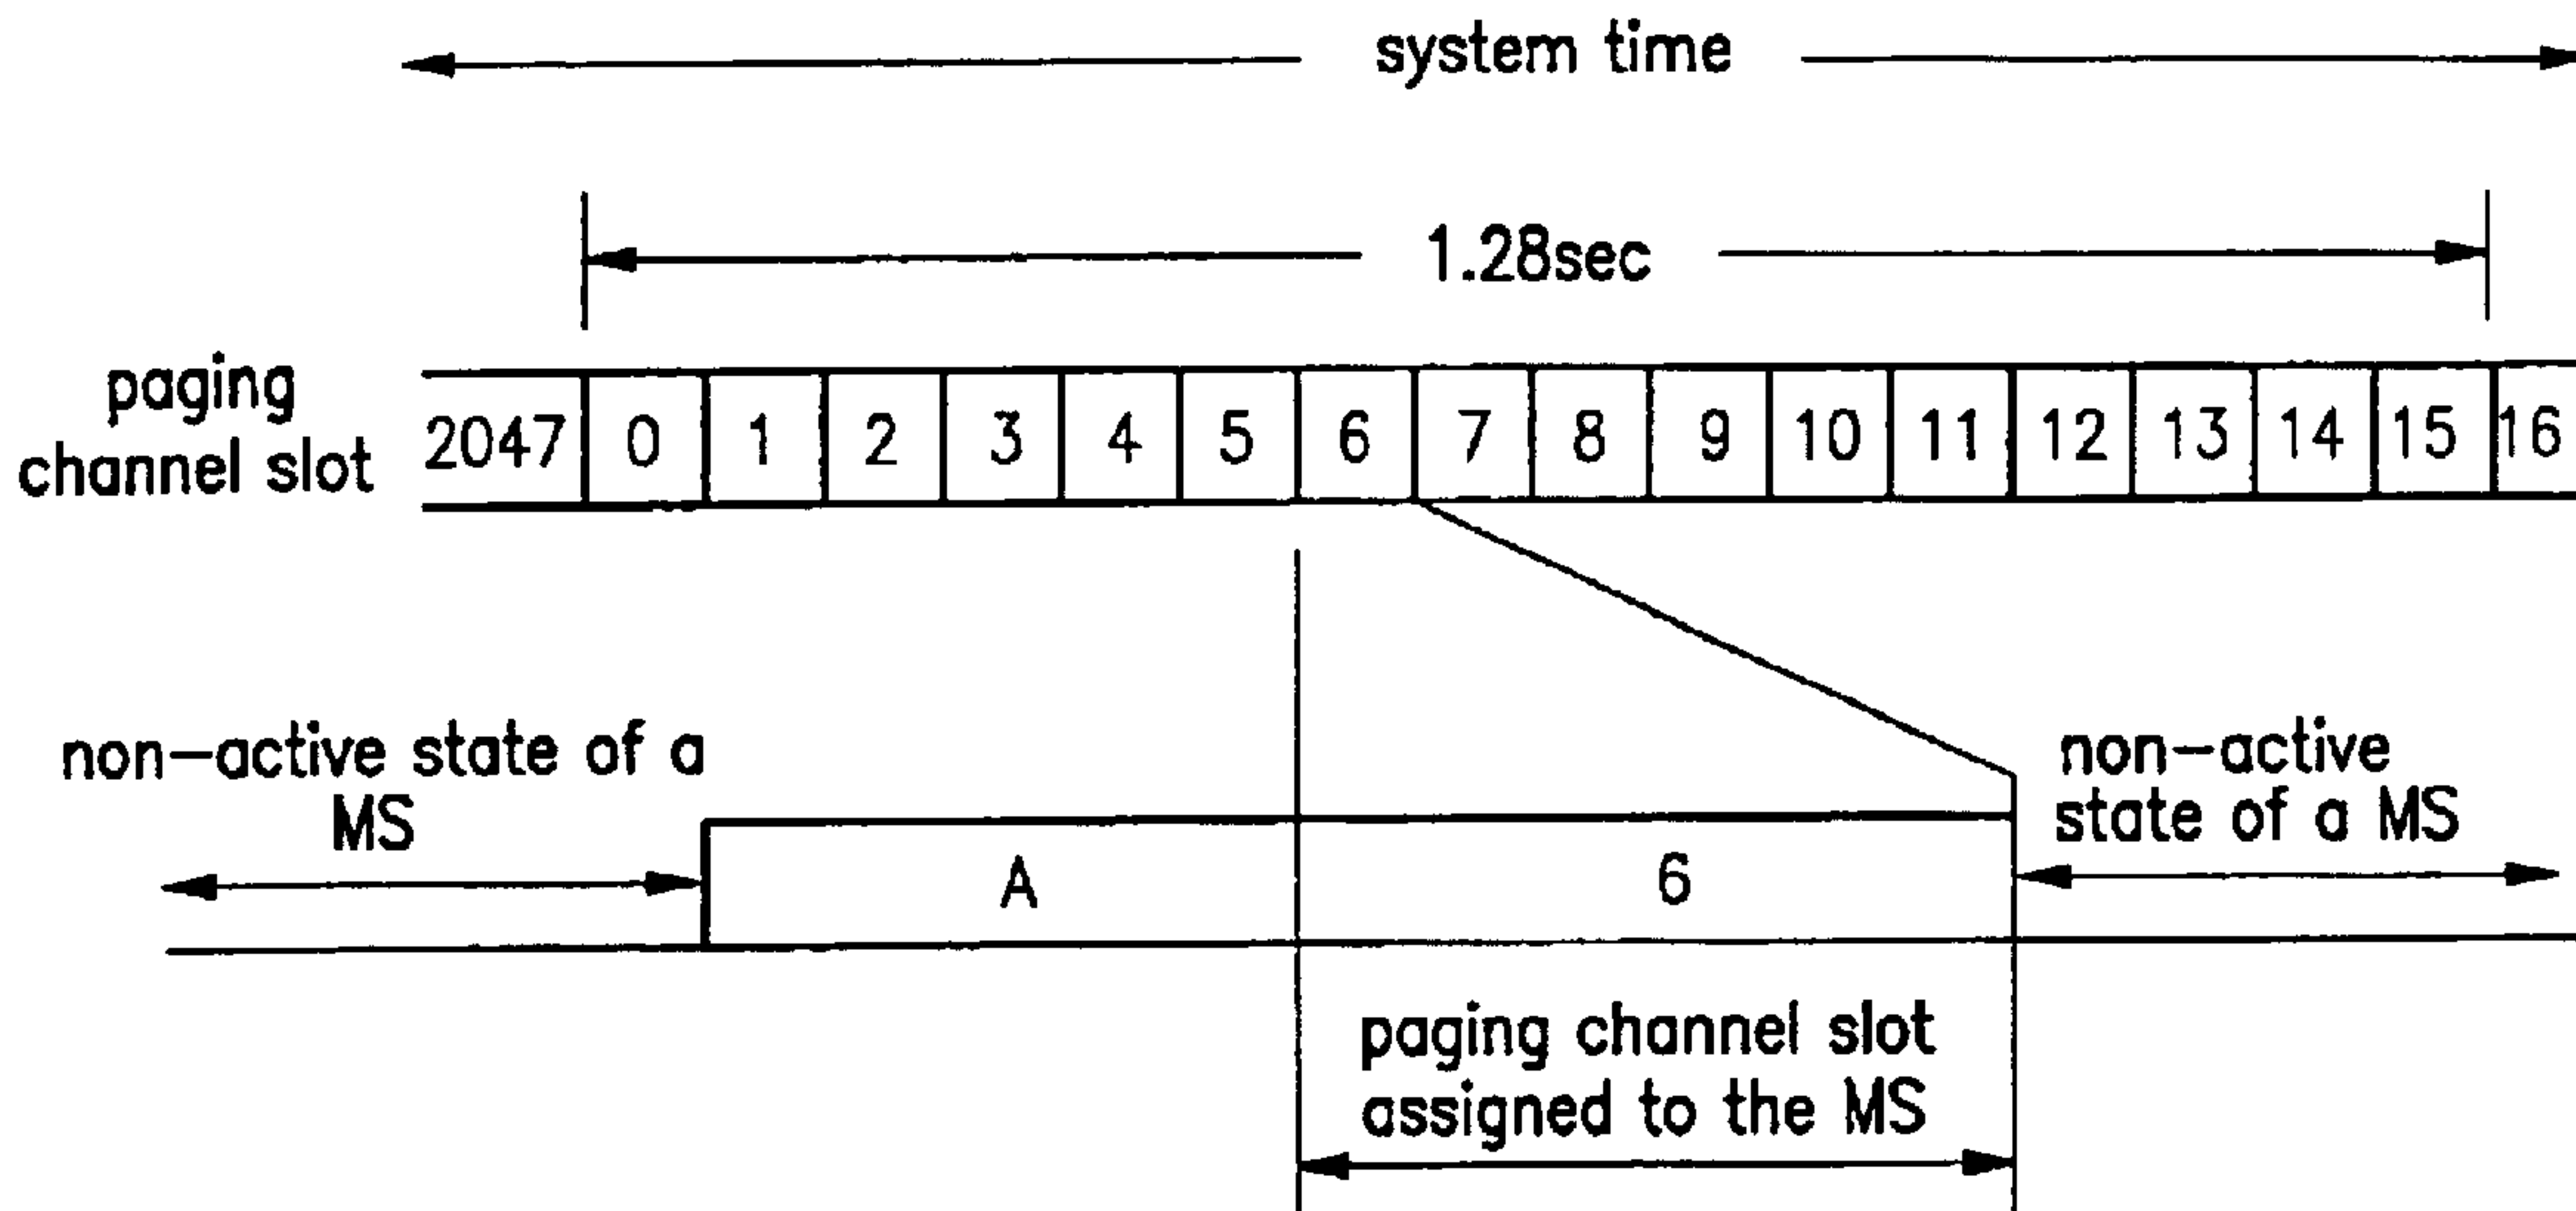 system time
1.28sec
paging
channel slot
2047 0 1 2 3 4 5 6 7 8 9 10 11 12 13 14 15 16
non-active state of a
MS
A
6
non-active
state of a MS
paging channel slot
assigned to the MS